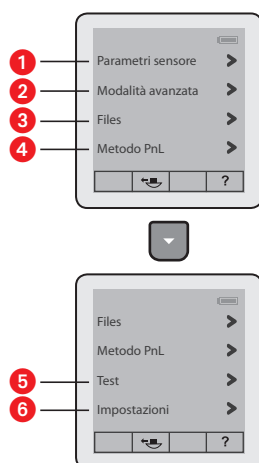 1 Parametri sensore
2 Modalità avanzata
3 Files
4 Metodo PnL
?
Files
Metodo PnL
5 Test
6 Impostazioni
?